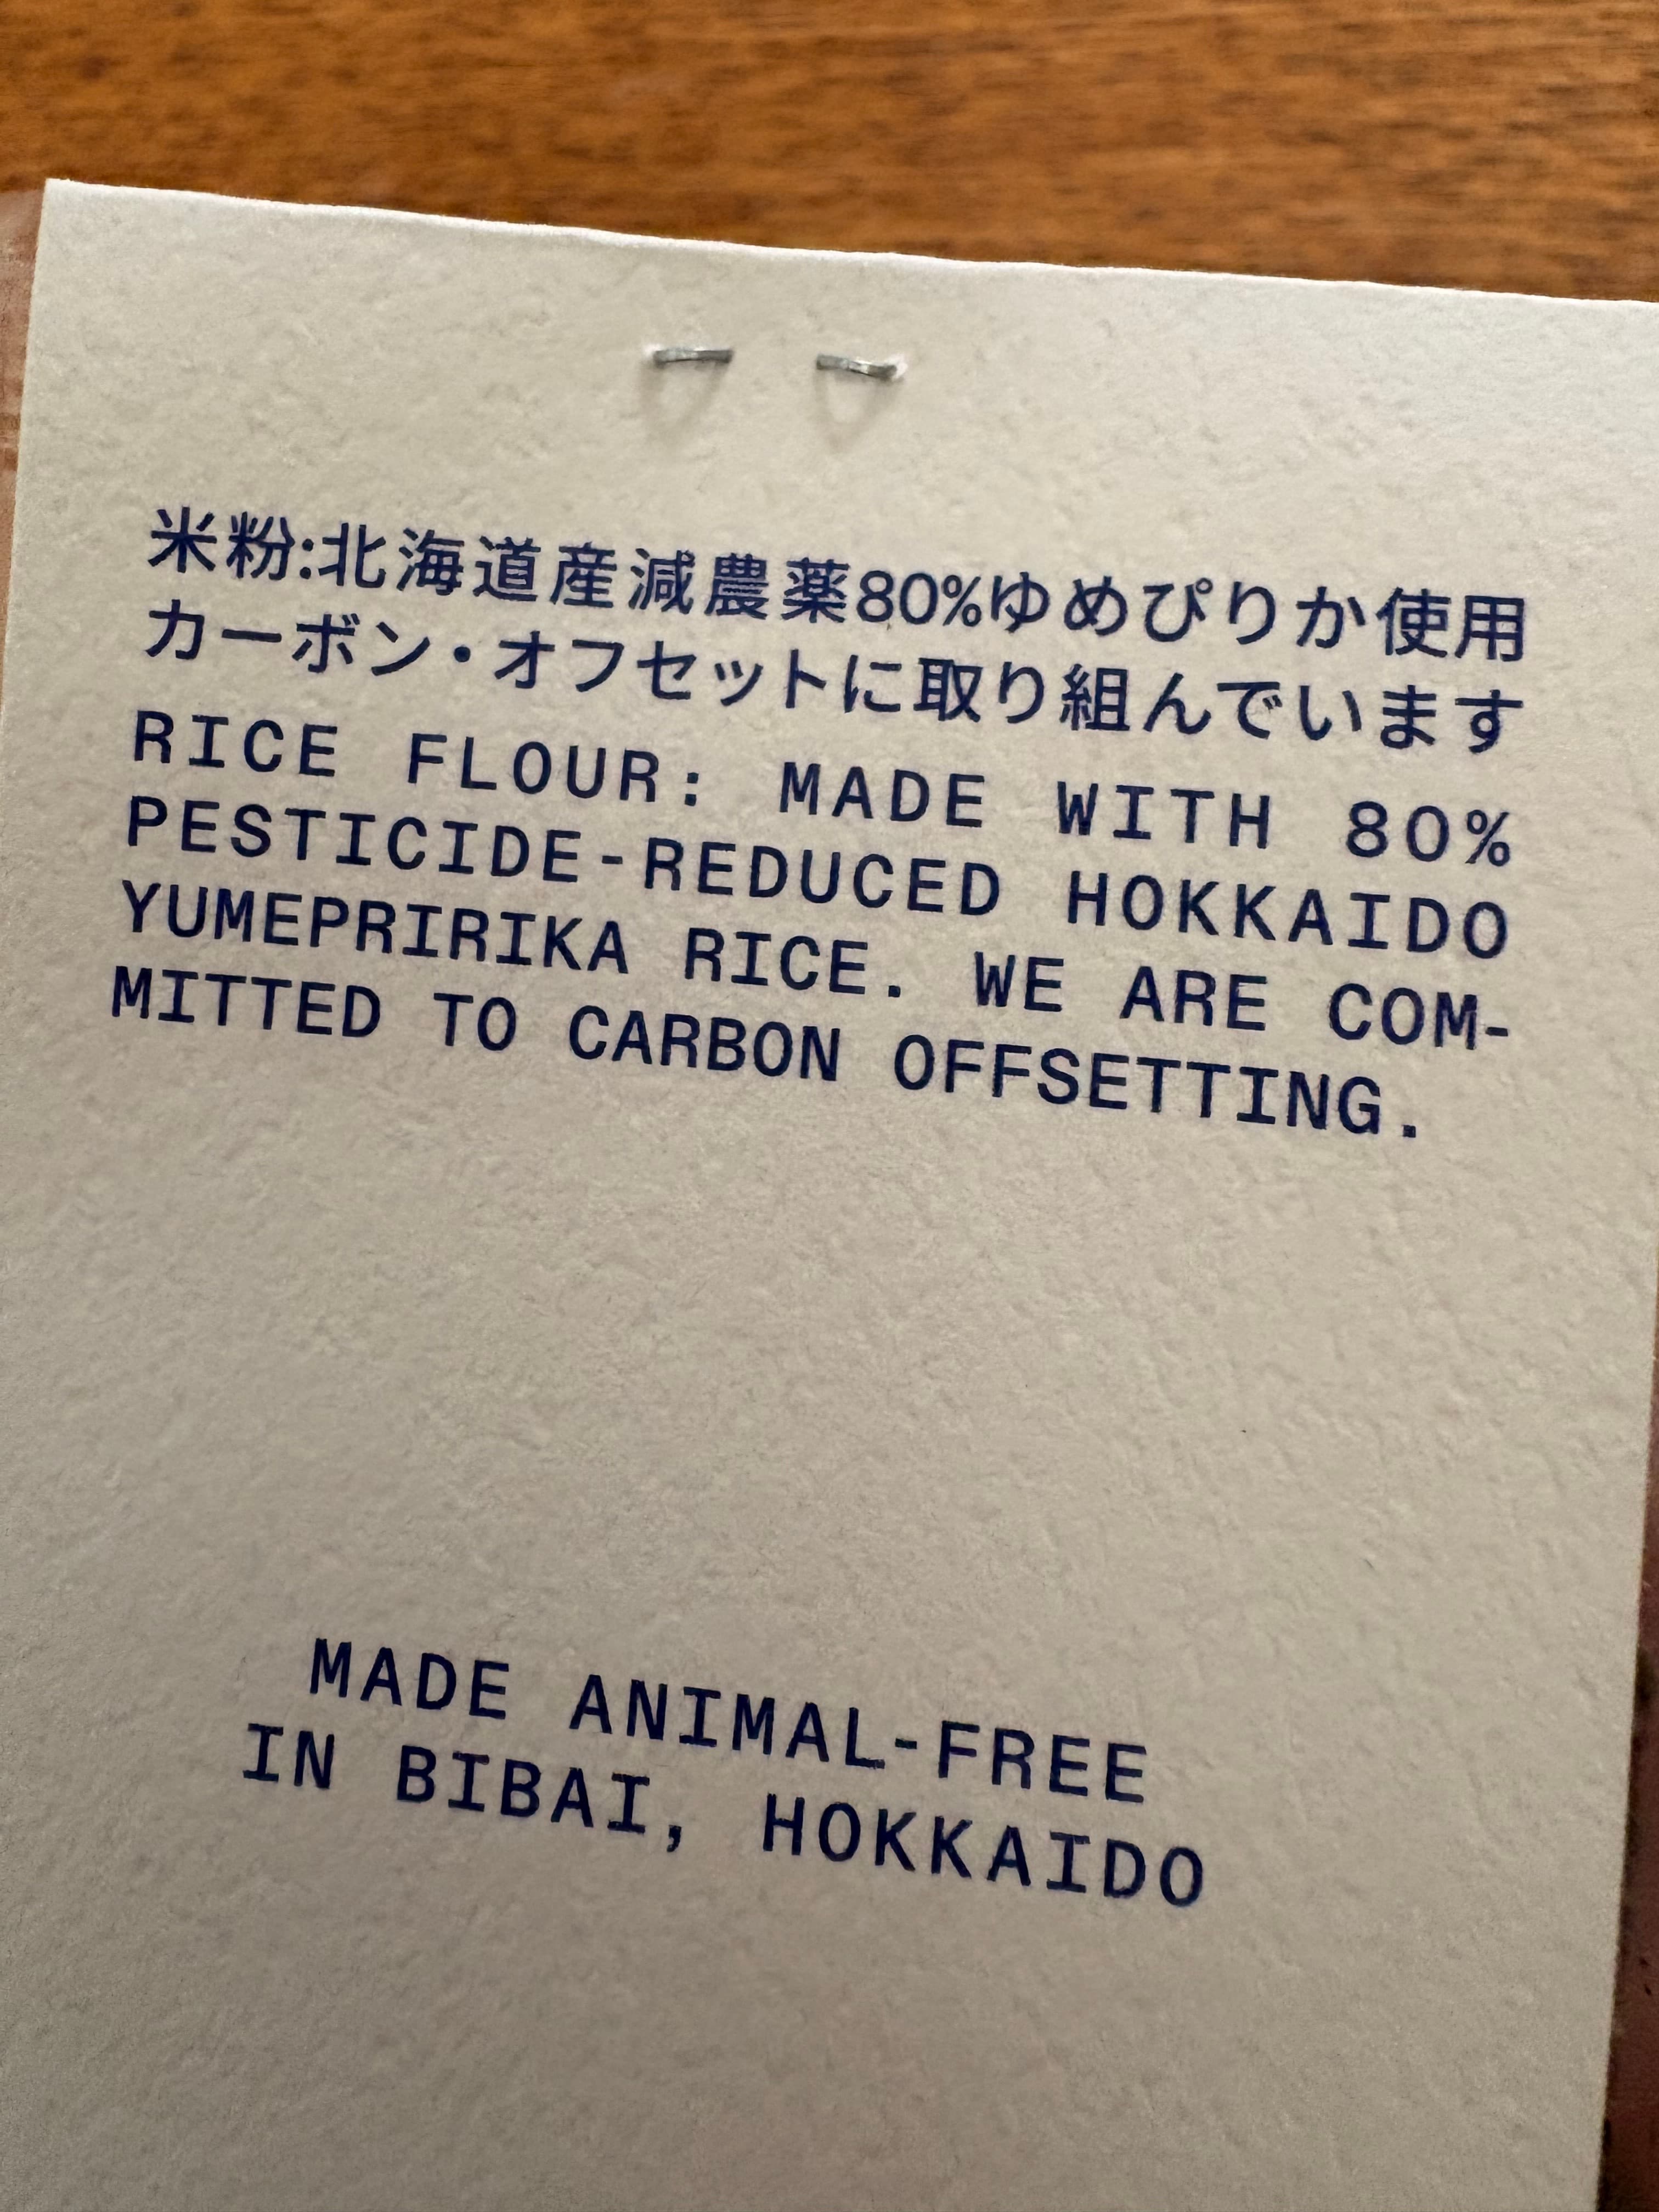 米粉:北海道産減農薬80%ゆめぴりか使用
カーボン・オフセットに取り組んでいます
RICE FLOUR: MADE WITH 80%
PESTICIDE-REDUCED HOKKAIDO
YUMEPRIRIKA RICE. WE ARE COM-
MITTED TO CARBON OFFSETTING.
MADE ANIMAL-FREE
IN BIBAI, HOKKAIDO